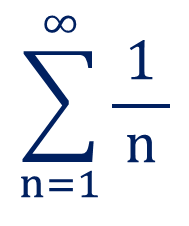 ∞
∑ 1/n
n=1